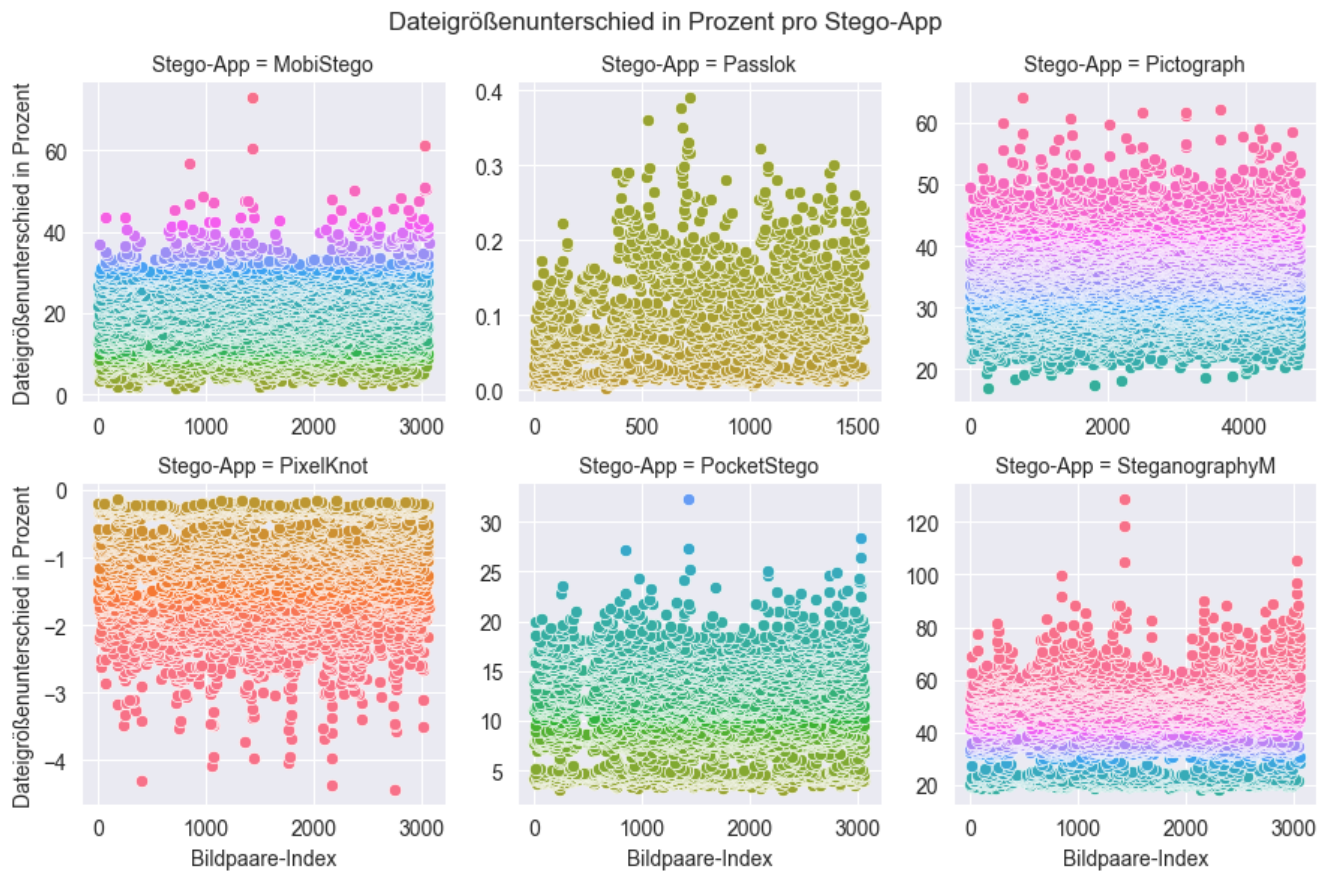 Dateigrößenunterschied in Prozent pro Stego-App
Stego-App = MobiStego
Stego-App = Passlok
Stego-App = Pictograph
Dateigrößenunterschied in Prozent
60
40
20
0
0 1000 2000 3000
0.4
0.3
0.2
0.1
0.0
0 500 1000 1500
60
50
40
30
20
0 2000 4000
Stego-App = PixelKnot
Stego-App = PocketStego
Stego-App = SteganographyM
Dateigrößenunterschied in Prozent
0
−1
−2
−3
−4
0 1000 2000 3000
Bildpaare-Index
30
25
20
15
10
5
0 1000 2000 3000
Bildpaare-Index
120
100
80
60
40
20
0 1000 2000 3000
Bildpaare-Index